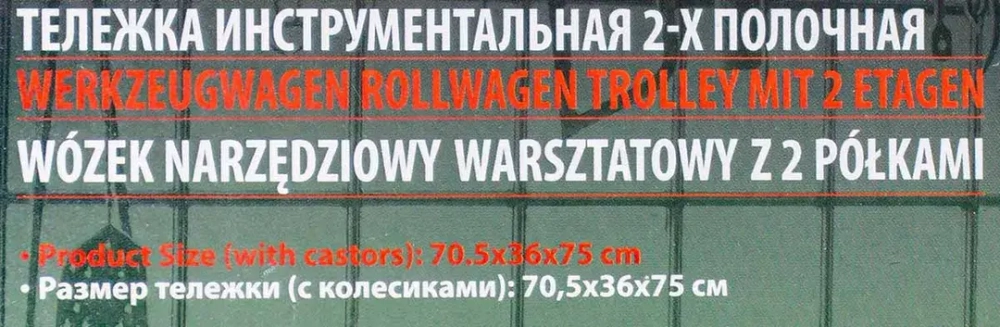 ТЕЛЕЖКА ИНСТРУМЕНТАЛЬНАЯ 2-Х ПОЛОЧНАЯ
WERKZEUGWAGEN ROLLWAGEN TROLLEY MIT 2 ETAGEN
WÓZEK NARZĘDZIOWY WARSZTATOWY Z 2 PÓŁKAMI
• Product Size (with castors): 70.5x36x75 cm
• Размер тележки (с колесиками): 70,5x36x75 см